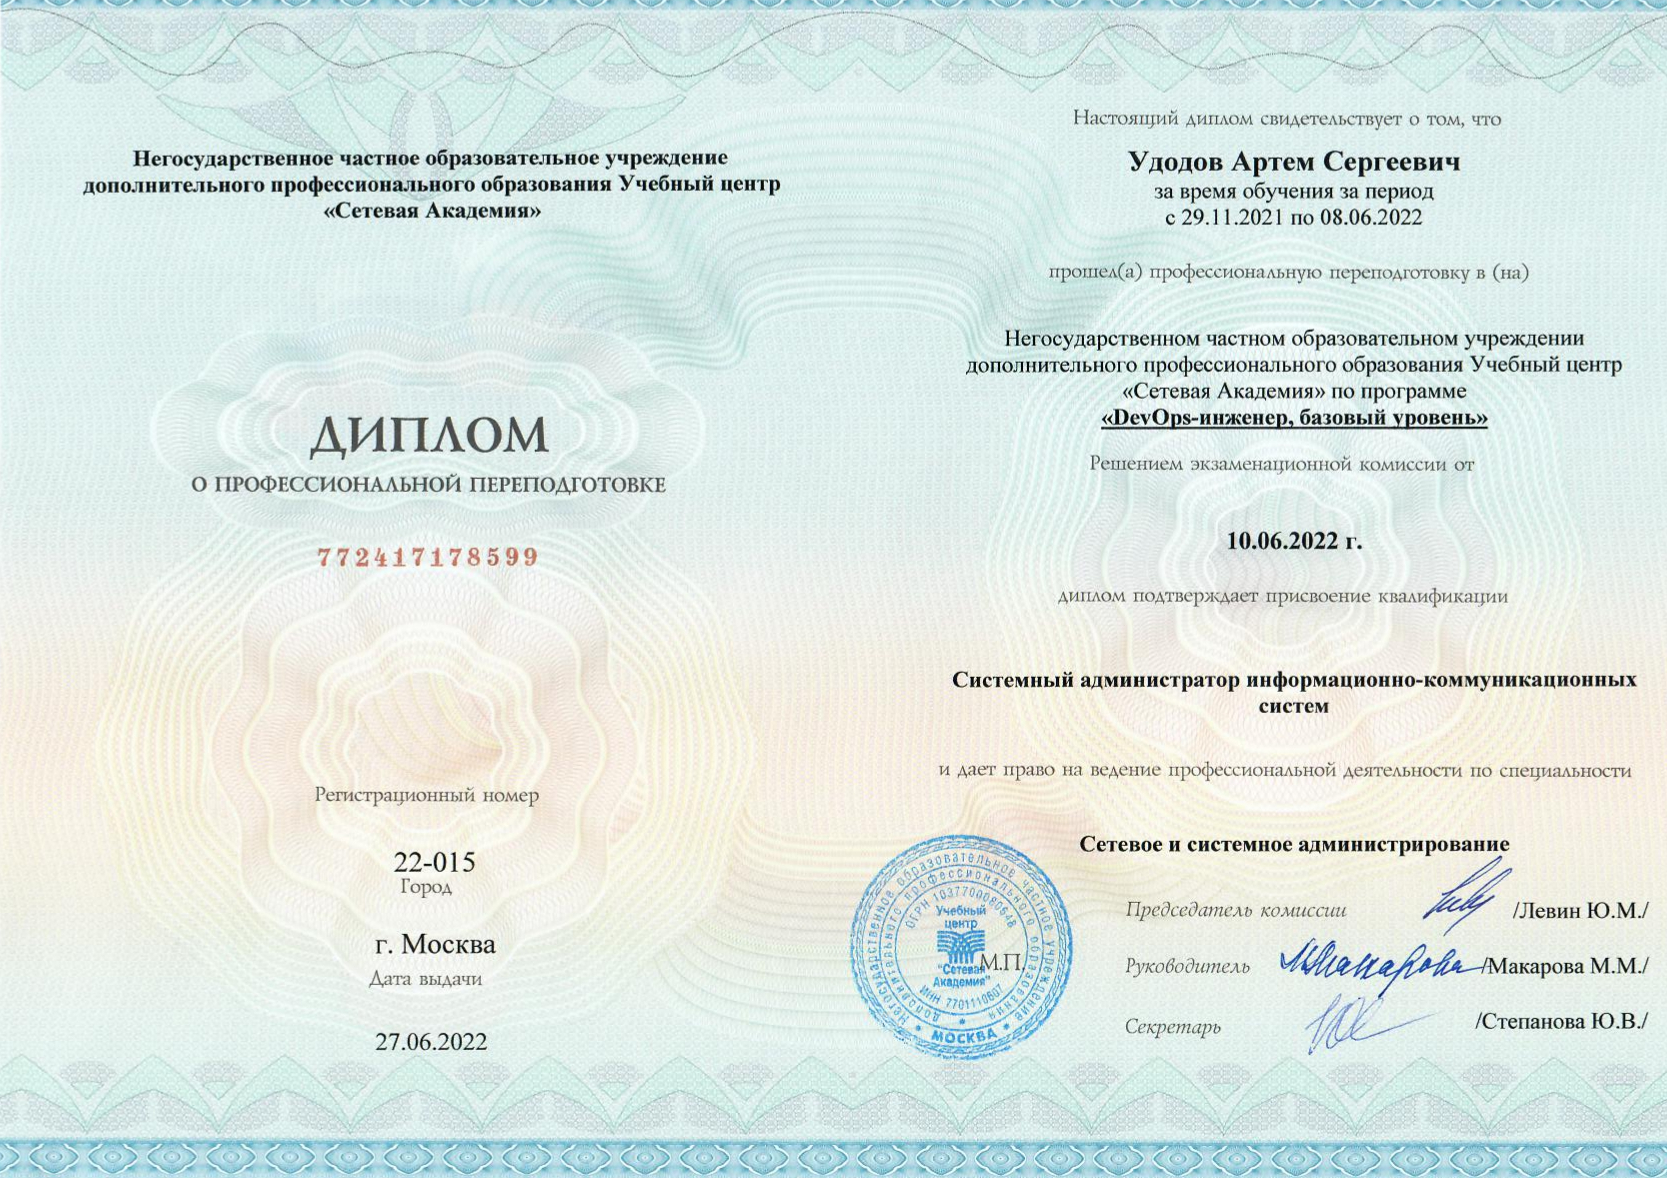 Негосударственное частное образовательное учреждение
дополнительного профессионального образования Учебный центр
«Сетевая Академия»
ДИПЛОМ
О ПРОФЕССИОНАЛЬНОЙ ПЕРЕПОДГОТОВКЕ
772417178599
Регистрационный номер
22-015
Город
г. Москва
Дата выдачи
27.06.2022
Настоящий диплом свидетельствует о том, что
Удодов Артем Сергеевич
за время обучения за период
с 29.11.2021 по 08.06.2022
прошел(а) профессиональную переподготовку в (на)
Негосударственном частном образовательном учреждении
дополнительного профессионального образования Учебный центр
«Сетевая Академия» по программе
«DevOps-инженер, базовый уровень»
Решением экзаменационной комиссии от
10.06.2022 г.
диплом подтверждает присвоение квалификации
Системный администратор информационно-коммуникационных
систем
и дает право на ведение профессиональной деятельности по специальности
Сетевое и системное администрирование
Председатель комиссии /Левин Ю.М./
Руководитель /Макарова М.М./
Секретарь /Степанова Ю.В./
М.П.
Негосударственное образовательное частное учреждение
дополнительного профессионального образования
ОГРН 1037700080648
Учебный
центр
"Сетевая
Академия"
ИНН 7701110607
* МОСКВА *